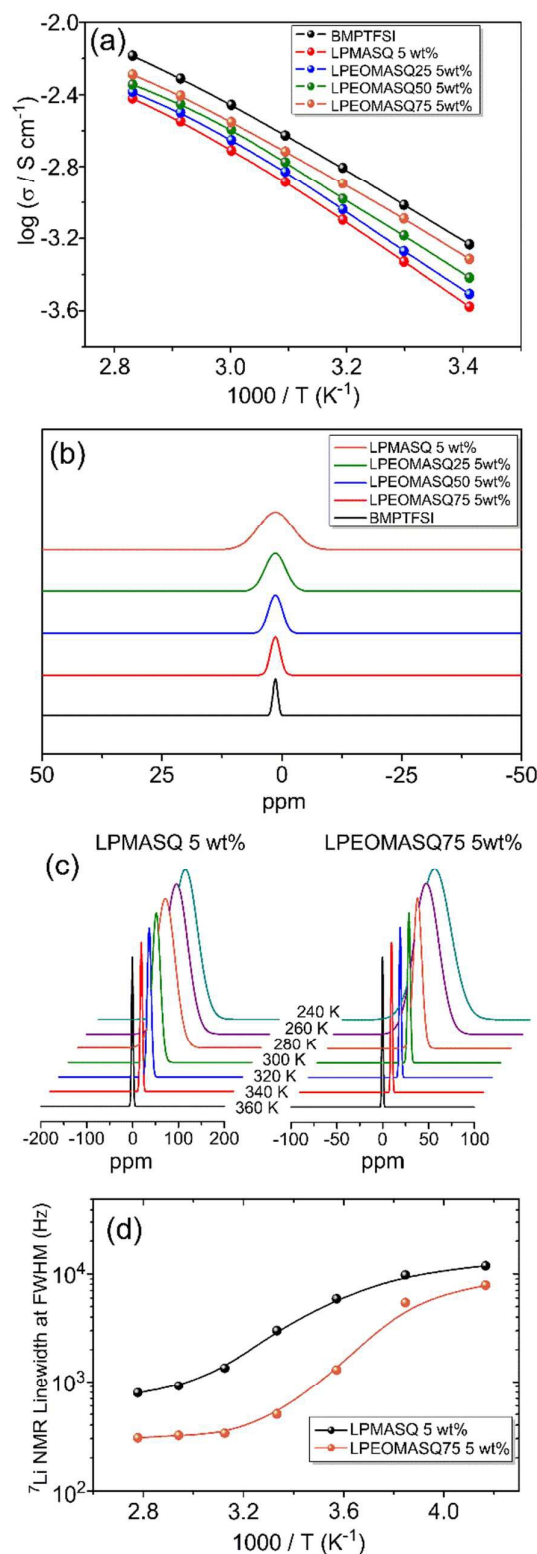 (a)
BMPTFSI
LPMASQ 5 wt%
LPEOMASQ25 5wt%
LPEOMASQ50 5wt%
LPEOMASQ75 5wt%
log (σ / S cm⁻¹)
-2.0
-2.4
-2.8
-3.2
-3.6
2.8 3.0 3.2 3.4
1000 / T (K⁻¹)
(b)
LPMASQ 5 wt%
LPEOMASQ25 5wt%
LPEOMASQ50 5wt%
LPEOMASQ75 5wt%
BMPTFSI
50 25 0 -25 -50
ppm
(c)
LPMASQ 5 wt% LPEOMASQ75 5wt%
240 K
260 K
280 K
300 K
320 K
340 K
360 K
-200 -100 0 100 200 -100 -50 0 50 100
ppm ppm
(d)
⁷Li NMR Linewidth at FWHM (Hz)
10⁴
10³
10²
LPMASQ 5 wt%
LPEOMASQ75 5 wt%
2.8 3.2 3.6 4.0
1000 / T (K⁻¹)